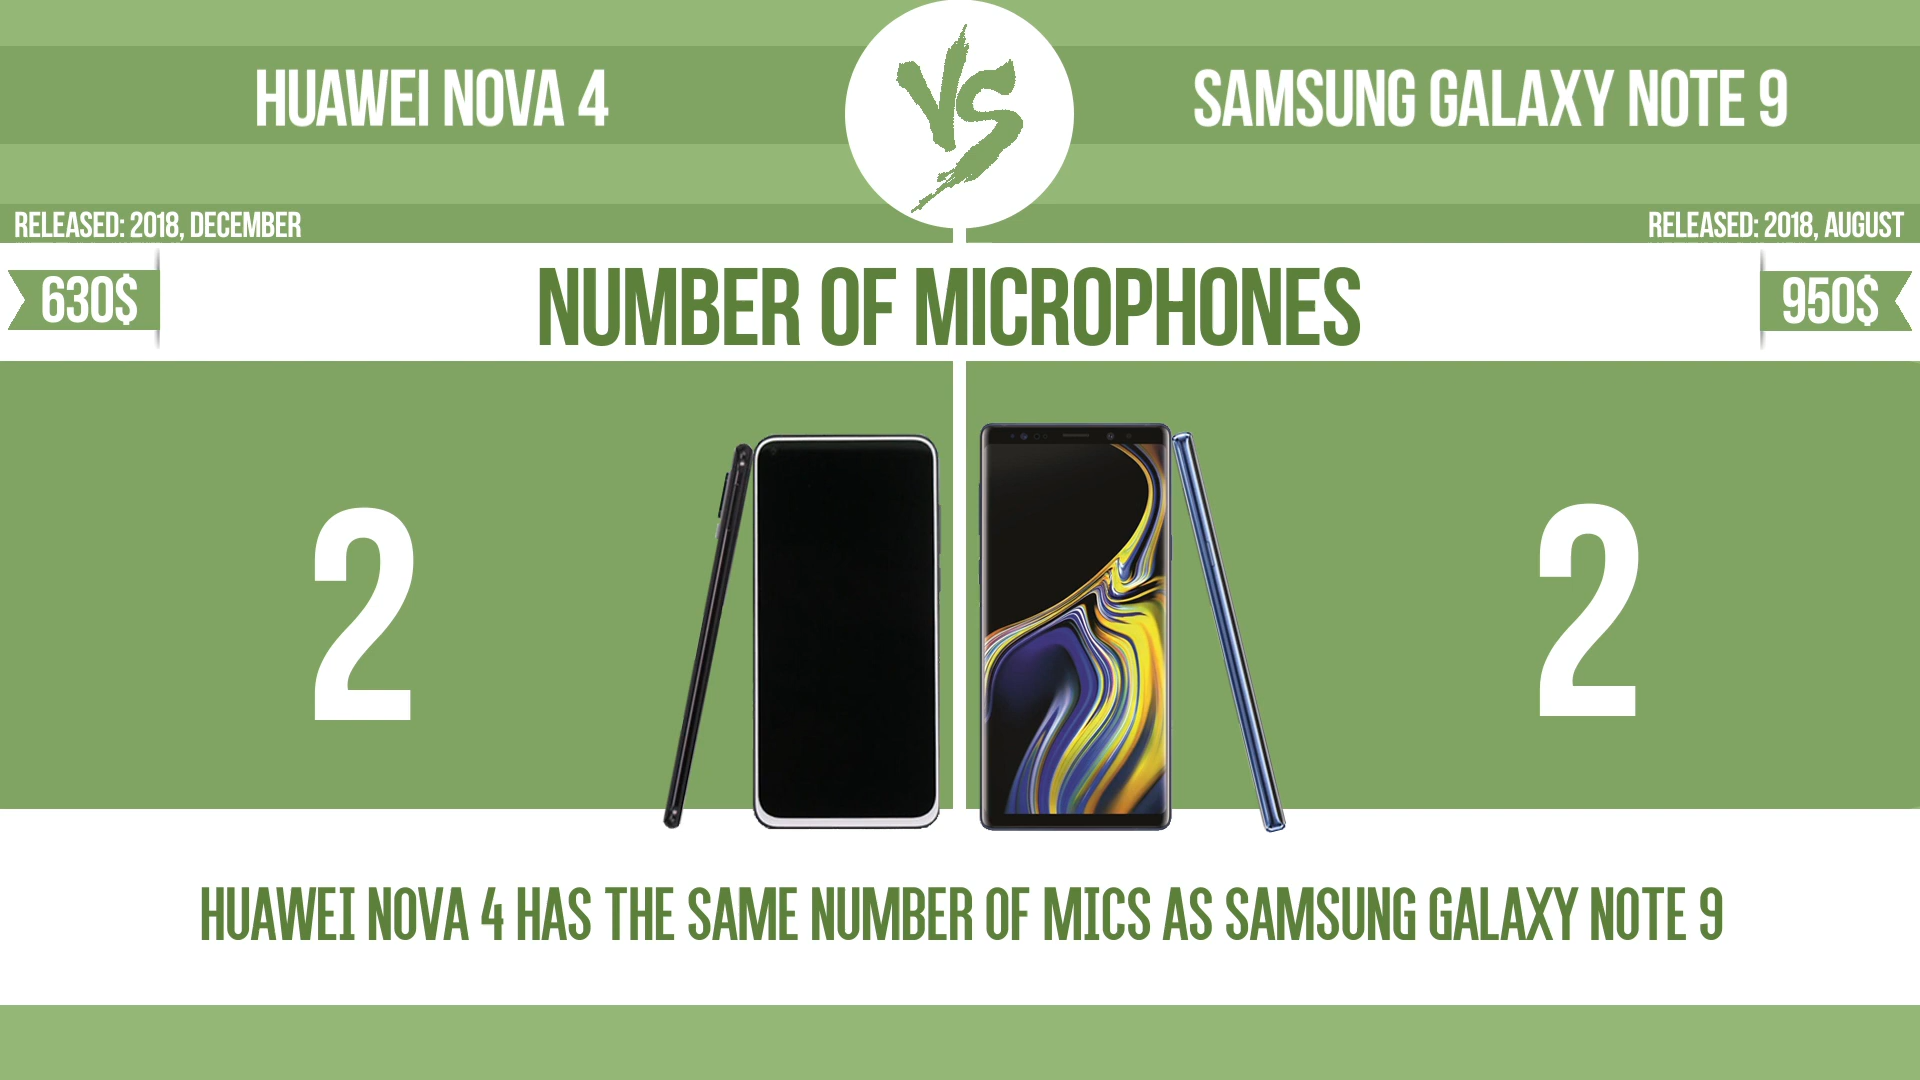 HUAWEI NOVA 4
VS
SAMSUNG GALAXY NOTE 9
RELEASED: 2018, DECEMBER
RELEASED: 2018, AUGUST
630$
NUMBER OF MICROPHONES
950$
2
2
HUAWEI NOVA 4 HAS THE SAME NUMBER OF MICS AS SAMSUNG GALAXY NOTE 9